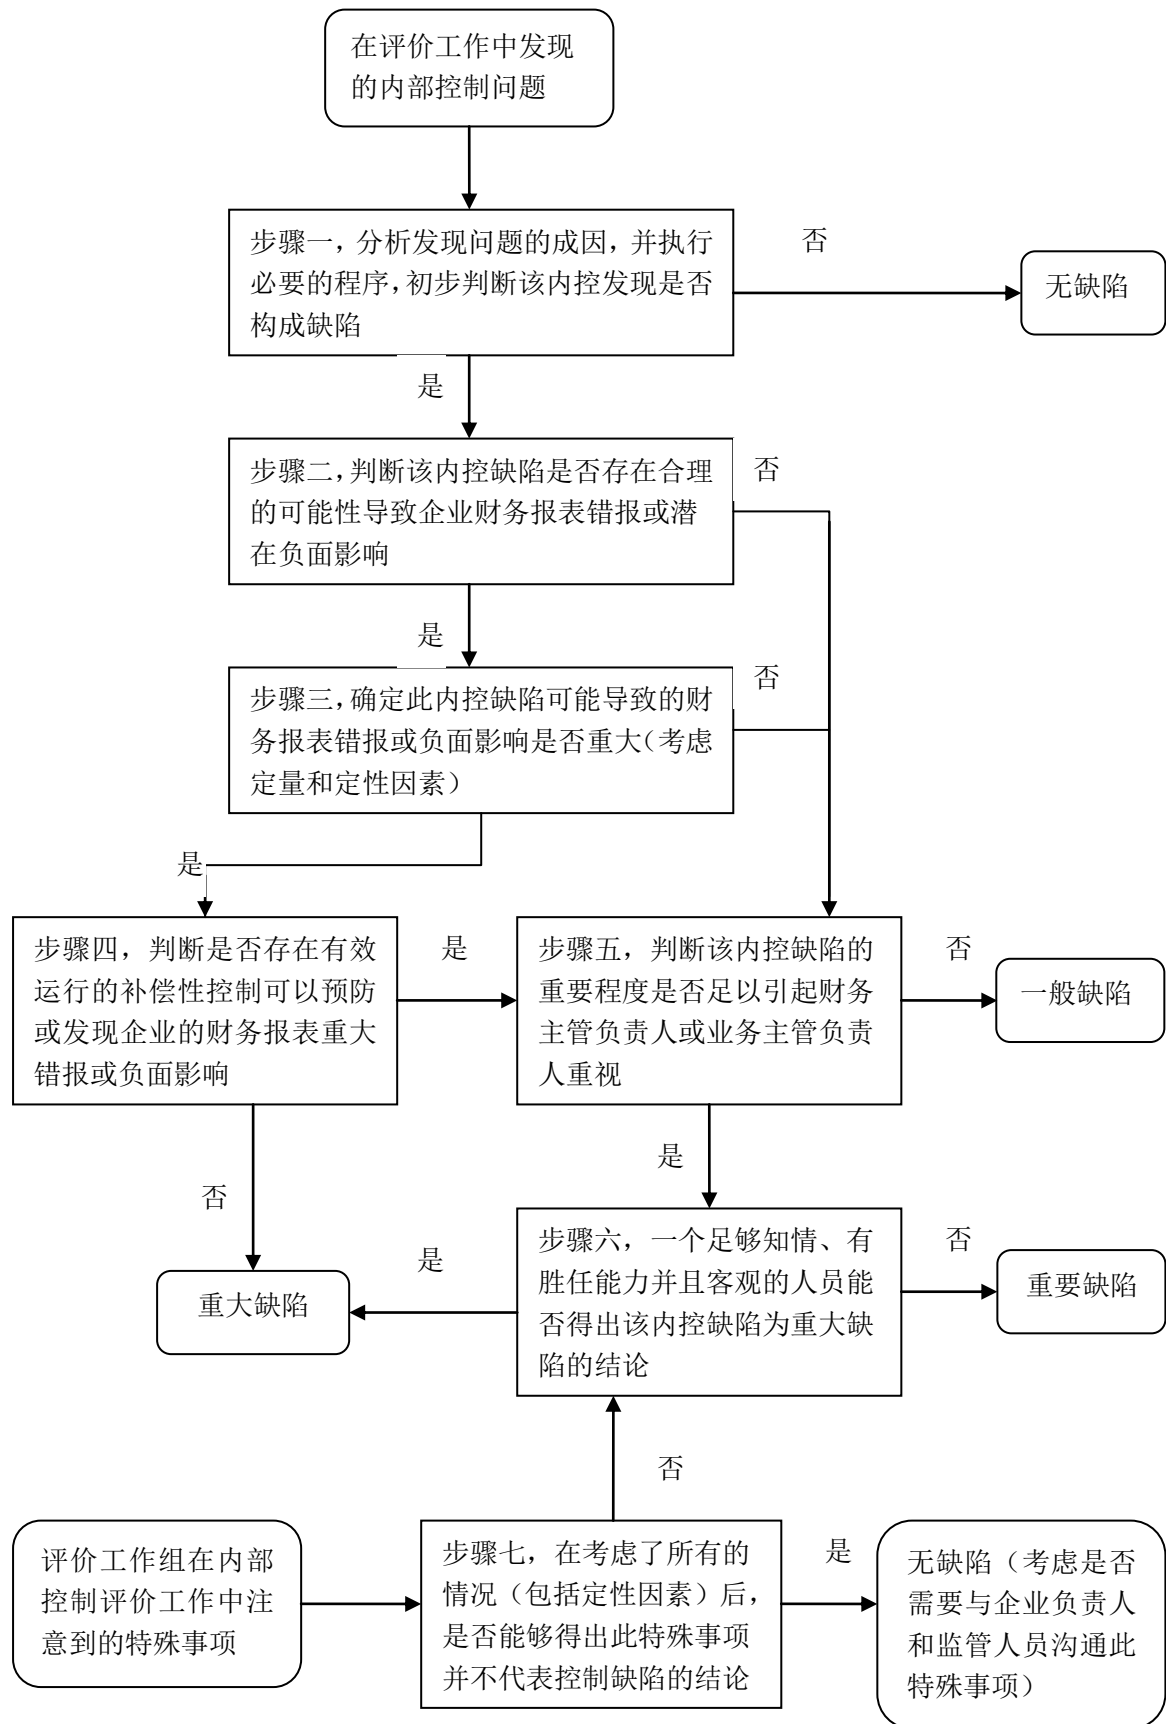 在评价工作中发现
的内部控制问题
步骤一，分析发现问题的成因，并执行
必要的程序，初步判断该内控发现是否
构成缺陷
否
无缺陷
是
步骤二，判断该内控缺陷是否存在合理
的可能性导致企业财务报表错报或潜
在负面影响
否
是
步骤三，确定此内控缺陷可能导致的财
务报表错报或负面影响是否重大（考虑
定量和定性因素）
否
是
步骤四，判断是否存在有效
运行的补偿性控制可以预防
或发现企业的财务报表重大
错报或负面影响
是
步骤五，判断该内控缺陷的
重要程度是否足以引起财务
主管负责人或业务主管负责
人重视
否
一般缺陷
是
否
重大缺陷
是
步骤六，一个足够知情、有
胜任能力并且客观的人员能
否得出该内控缺陷为重大缺
陷的结论
否
重要缺陷
否
评价工作组在内部
控制评价工作中注
意到的特殊事项
步骤七，在考虑了所有的
情况（包括定性因素）后，
是否能够得出此特殊事项
并不代表控制缺陷的结论
是
无缺陷（考虑是否
需要与企业负责人
和监管人员沟通此
特殊事项）